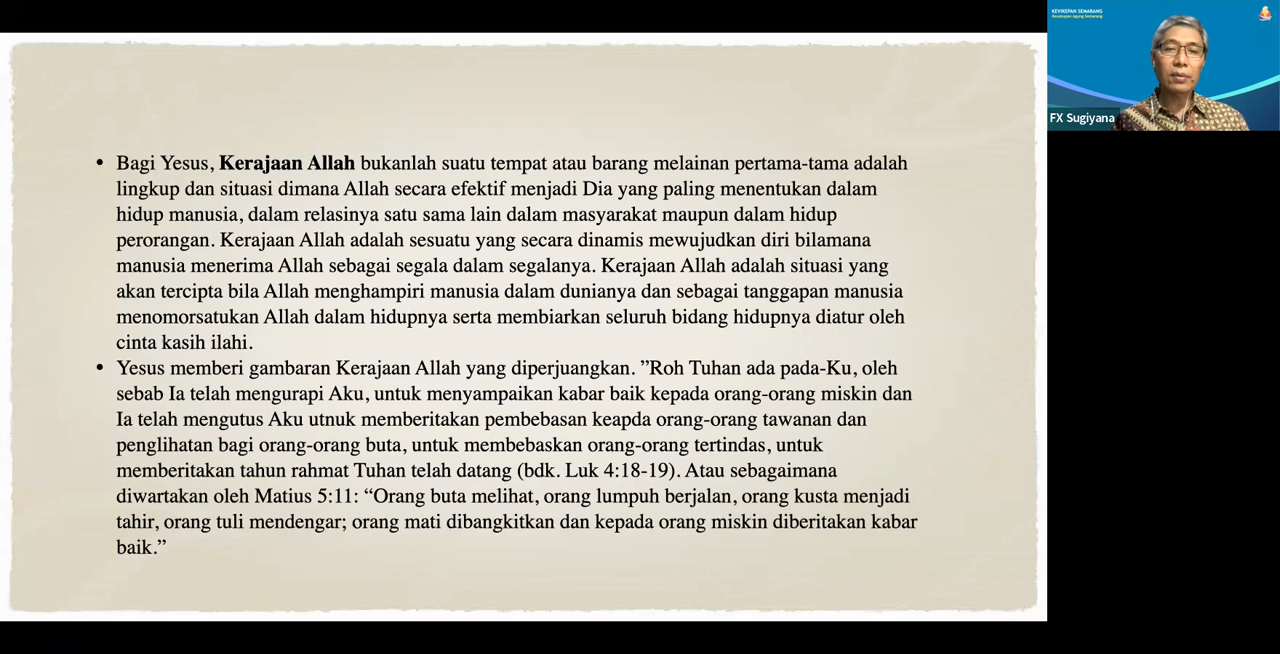 • Bagi Yesus, Kerajaan Allah bukanlah suatu tempat atau barang melainan pertama-tama adalah
lingkup dan situasi dimana Allah secara efektif menjadi Dia yang paling menentukan dalam
hidup manusia, dalam relasinya satu sama lain dalam masyarakat maupun dalam hidup
perorangan. Kerajaan Allah adalah sesuatu yang secara dinamis mewujudkan diri bilamana
manusia menerima Allah sebagai segala dalam segalanya. Kerajaan Allah adalah situasi yang
akan tercipta bila Allah menghampiri manusia dalam dunianya dan sebagai tanggapan manusia
menomorsatukan Allah dalam hidupnya serta membiarkan seluruh bidang hidupnya diatur oleh
cinta kasih ilahi.
• Yesus memberi gambaran Kerajaan Allah yang diperjuangkan. ”Roh Tuhan ada pada-Ku, oleh
sebab Ia telah mengurapi Aku, untuk menyampaikan kabar baik kepada orang-orang miskin dan
Ia telah mengutus Aku utnuk memberitakan pembebasan keapda orang-orang tawanan dan
penglihatan bagi orang-orang buta, untuk membebaskan orang-orang tertindas, untuk
memberitakan tahun rahmat Tuhan telah datang (bdk. Luk 4:18-19). Atau sebagaimana
diwartakan oleh Matius 5:11: “Orang buta melihat, orang lumpuh berjalan, orang kusta menjadi
tahir, orang tuli mendengar; orang mati dibangkitkan dan kepada orang miskin diberitakan kabar
baik.”
KEVIKEPAN SEMARANG
Keuskupan Agung Semarang
FX Sugiyana